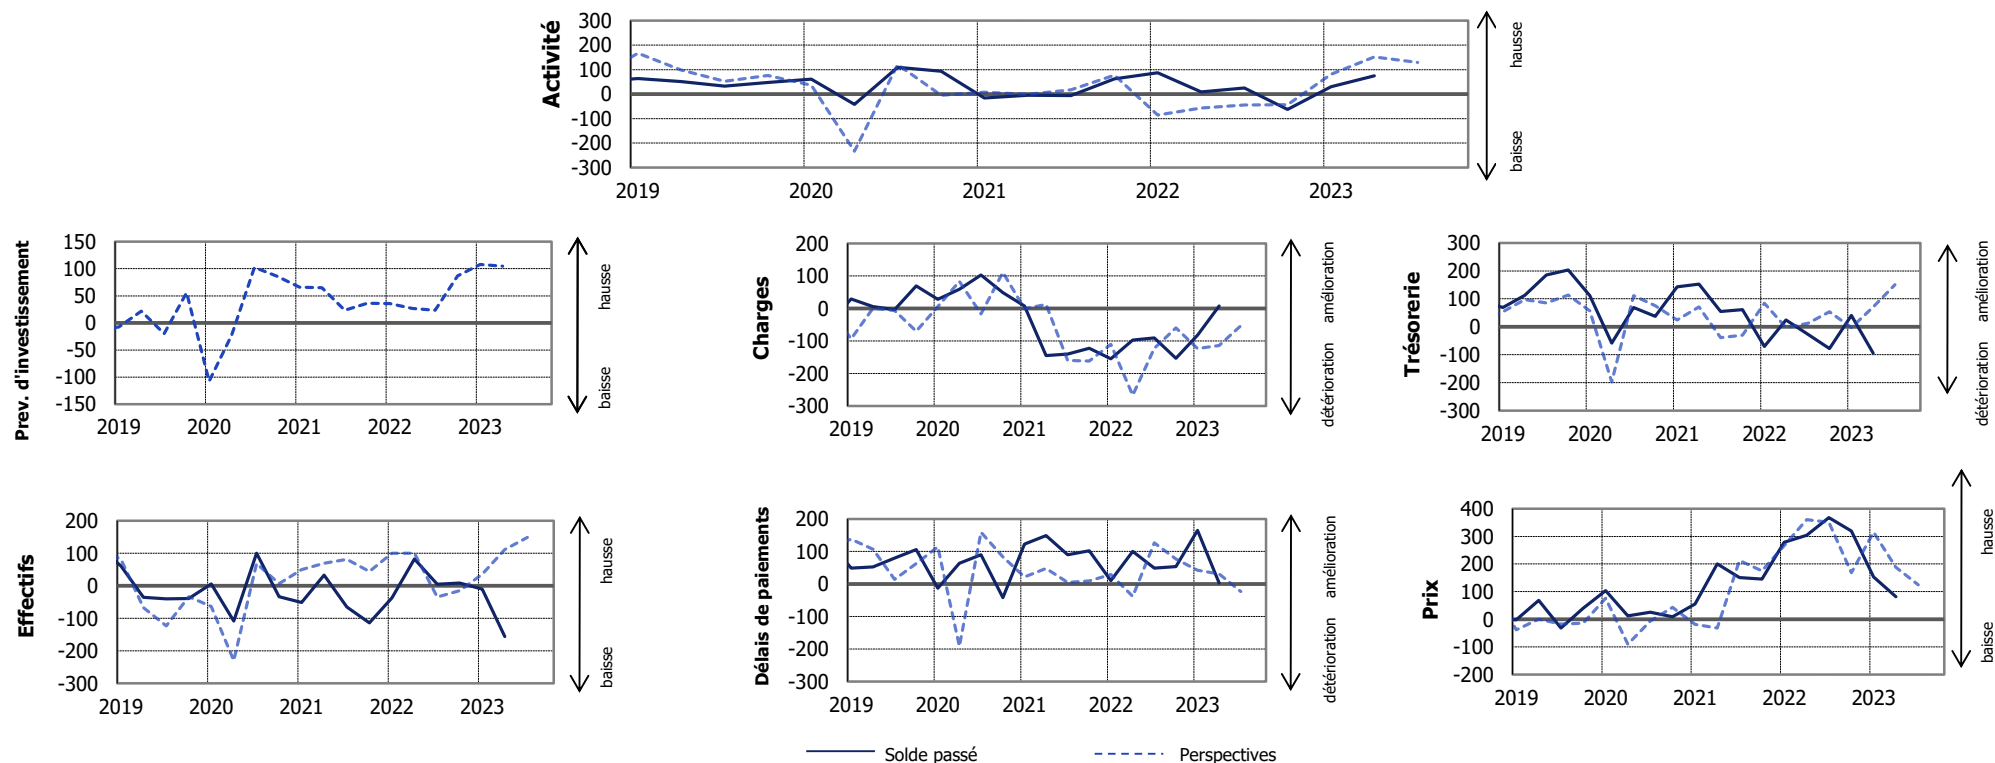 Activité
300
200
100
0
-100
-200
-300
2019 2020 2021 2022 2023
hausse
baisse
Prev. d'investissement
150
100
50
0
-50
-100
-150
2019 2020 2021 2022 2023
hausse
baisse
Charges
200
100
0
-100
-200
-300
2019 2020 2021 2022 2023
amélioration
détérioration
Trésorerie
300
200
100
0
-100
-200
-300
2019 2020 2021 2022 2023
amélioration
détérioration
Effectifs
200
100
0
-100
-200
-300
2019 2020 2021 2022 2023
hausse
baisse
Délais de paiements
200
100
0
-100
-200
-300
2019 2020 2021 2022 2023
amélioration
détérioration
Prix
400
300
200
100
0
-100
-200
2019 2020 2021 2022 2023
hausse
baisse
Solde passé Perspectives